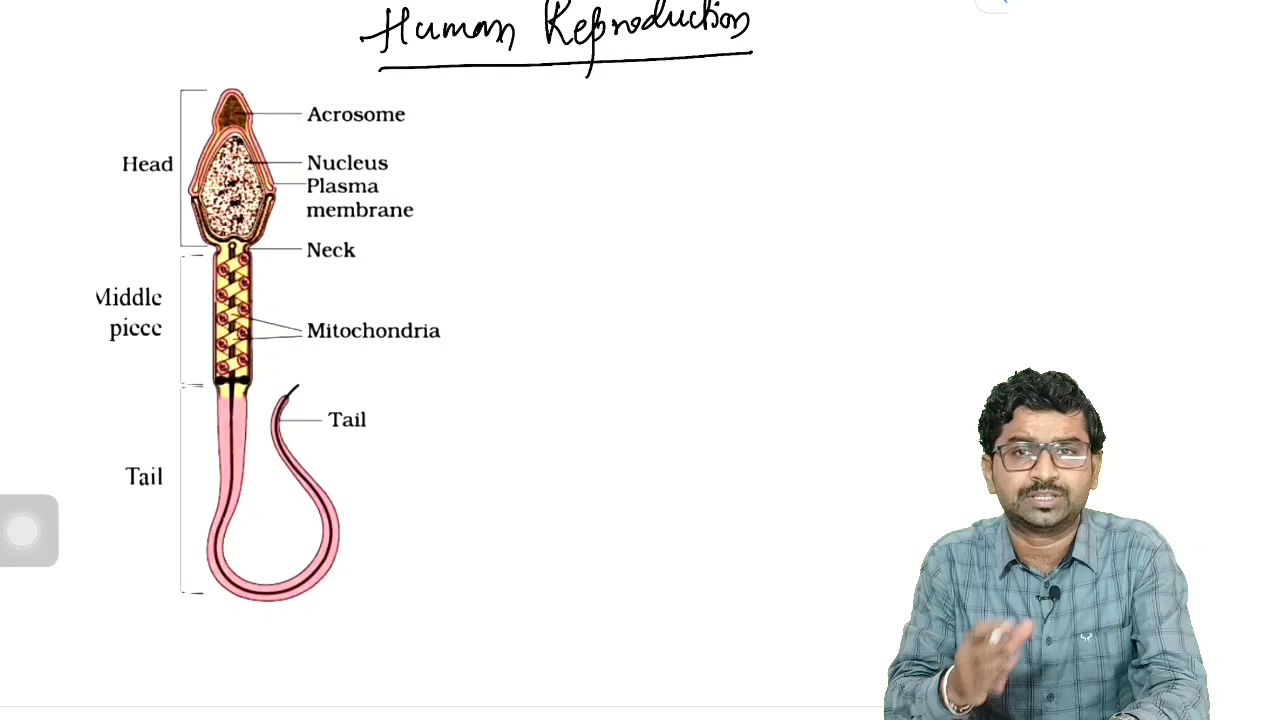 Human Reproduction
Acrosome
Head
Nucleus
Plasma
membrane
Neck
Middle
piece
Mitochondria
Tail
Tail